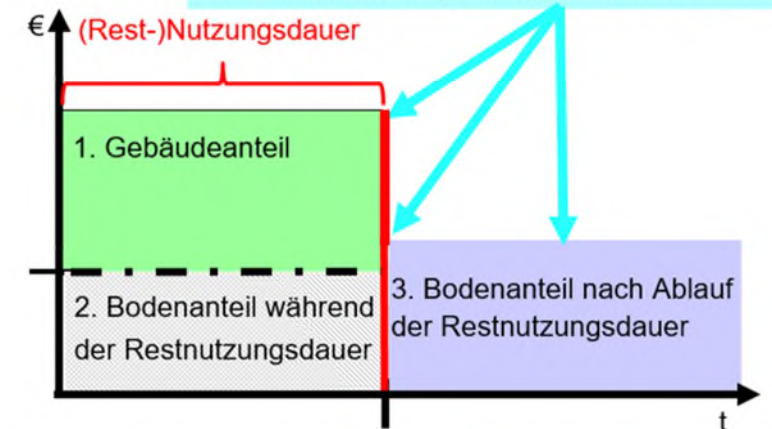 €
(Rest-)Nutzungsdauer
1. Gebäudeanteil
2. Bodenanteil während
der Restnutzungsdauer
3. Bodenanteil nach Ablauf
der Restnutzungsdauer
t